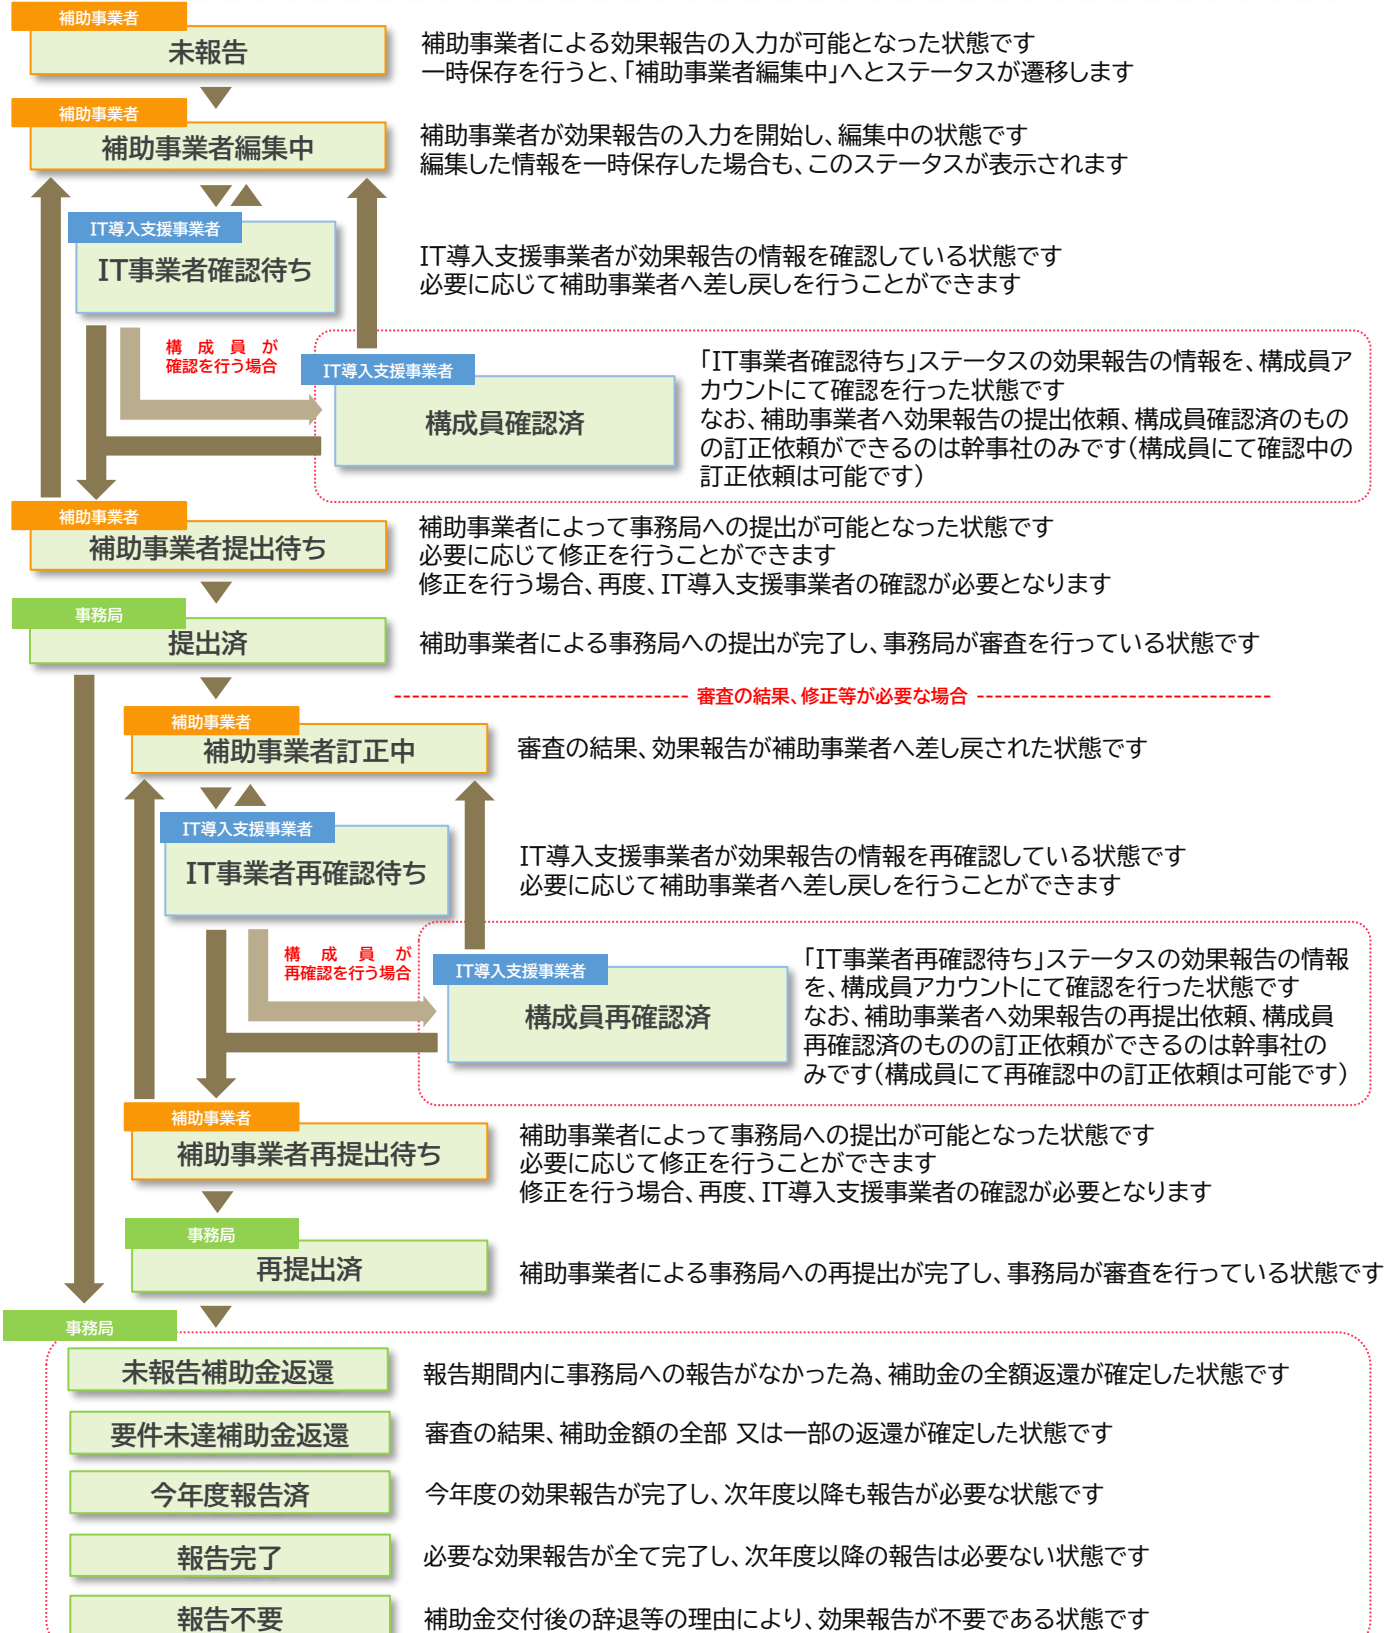 補助事業者
未報告
補助事業者による効果報告の入力が可能となった状態です
一時保存を行うと、「補助事業者編集中」へとステータスが遷移します
補助事業者
補助事業者編集中
補助事業者が効果報告の入力を開始し、編集中の状態です
編集した情報を一時保存した場合も、このステータスが表示されます
IT導入支援事業者
IT事業者確認待ち
IT導入支援事業者が効果報告の情報を確認している状態です
必要に応じて補助事業者へ差し戻しを行うことができます
構成員が
確認を行う場合
IT導入支援事業者
構成員確認済
「IT事業者確認待ち」ステータスの効果報告の情報を、構成員ア
カウントにて確認を行った状態です
なお、補助事業者へ効果報告の提出依頼、構成員確認済のもの
の訂正依頼ができるのは幹事社のみです(構成員にて確認中の
訂正依頼は可能です)
補助事業者
補助事業者提出待ち
補助事業者によって事務局への提出が可能となった状態です
必要に応じて修正を行うことができます
修正を行う場合、再度、IT導入支援事業者の確認が必要となります
事務局
提出済
補助事業者による事務局への提出が完了し、事務局が審査を行っている状態です
審査の結果、修正等が必要な場合
補助事業者
補助事業者訂正中
審査の結果、効果報告が補助事業者へ差し戻された状態です
IT導入支援事業者
IT事業者再確認待ち
IT導入支援事業者が効果報告の情報を再確認している状態です
必要に応じて補助事業者へ差し戻しを行うことができます
構成員が
再確認を行う場合
IT導入支援事業者
構成員再確認済
「IT事業者再確認待ち」ステータスの効果報告の情報
を、構成員アカウントにて確認を行った状態です
なお、補助事業者へ効果報告の再提出依頼、構成員
再確認済のものの訂正依頼ができるのは幹事社の
みです(構成員にて再確認中の訂正依頼は可能です)
補助事業者
補助事業者再提出待ち
補助事業者によって事務局への提出が可能となった状態です
必要に応じて修正を行うことができます
修正を行う場合、再度、IT導入支援事業者の確認が必要となります
事務局
再提出済
補助事業者による事務局への再提出が完了し、事務局が審査を行っている状態です
事務局
未報告補助金返還
報告期間内に事務局への報告がなかった為、補助金の全額返還が確定した状態です
要件未達補助金返還
審査の結果、補助金額の全部 又は一部の返還が確定した状態です
今年度報告済
今年度の効果報告が完了し、次年度以降も報告が必要な状態です
報告完了
必要な効果報告が全て完了し、次年度以降の報告は必要ない状態です
報告不要
補助金交付後の辞退等の理由により、効果報告が不要である状態です